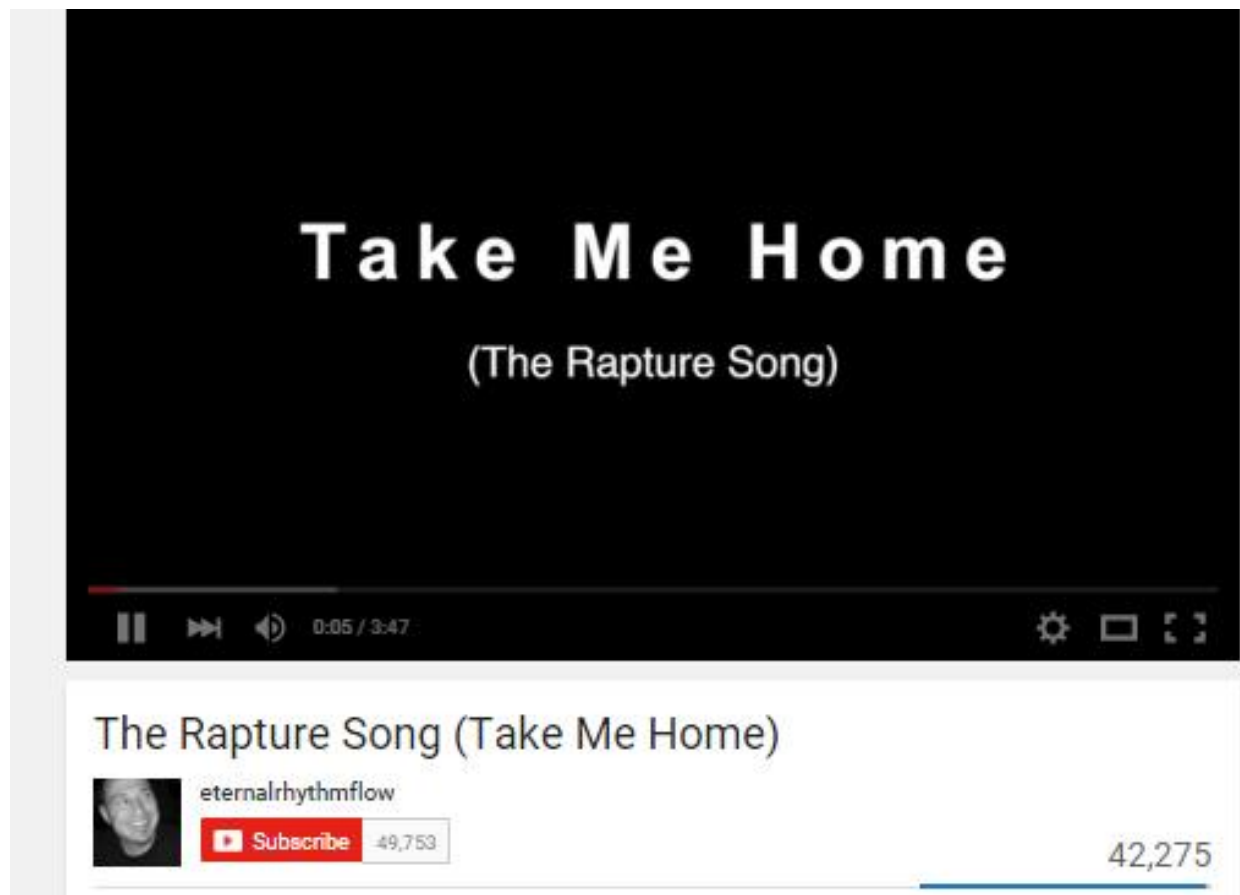 Take Me Home
(The Rapture Song)
0:05 / 3:47
The Rapture Song (Take Me Home)
eternalrhythmflow
Subscribe 49,753
42,275